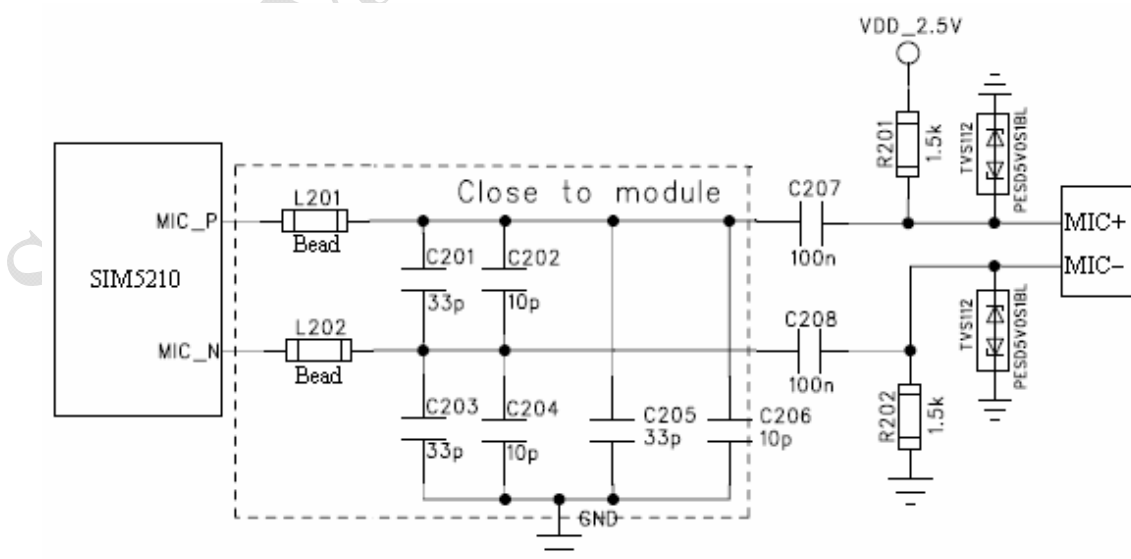 VDD_2.5V
R201
1.5k
TVS112
PESD5V0S1BL
Close to module
C207
100n
L201
Bead
MIC_P
MIC+
MIC-
C201
33p
C202
10p
SIM5210
L202
Bead
MIC_N
C208
100n
TVS112
PESD5V0S1BL
R202
1.5k
C203
33p
C204
10p
C205
33p
C206
10p
GND